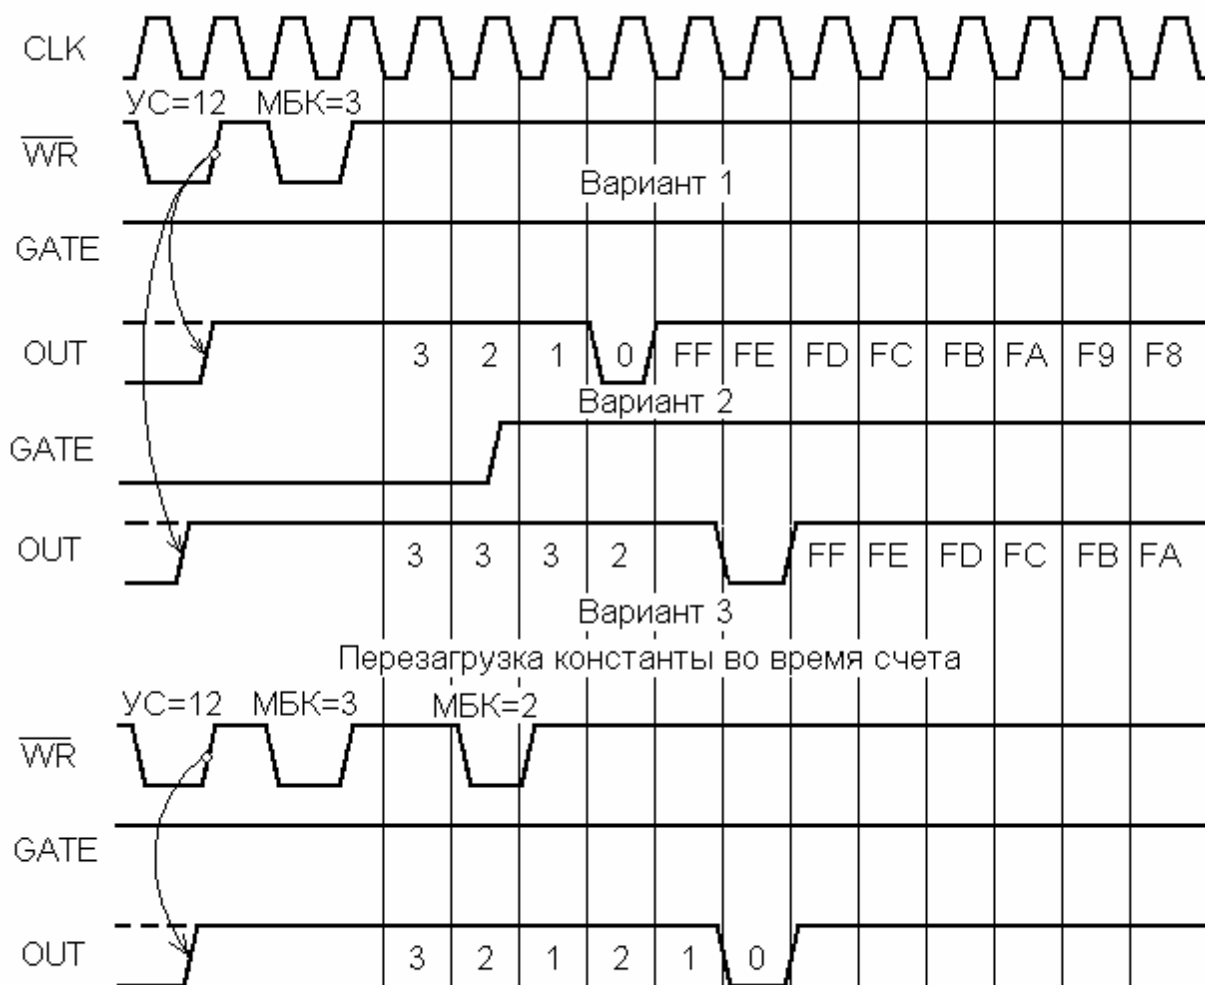 CLK
УС=12 МБК=3
WR
Вариант 1
GATE
OUT 3 2 1 0 FF FE FD FC FB FA F9 F8
Вариант 2
GATE
OUT 3 3 3 2 FF FE FD FC FB FA
Вариант 3
Перезагрузка константы во время счета
УС=12 МБК=3 МБК=2
WR
GATE
OUT 3 2 1 2 1 0